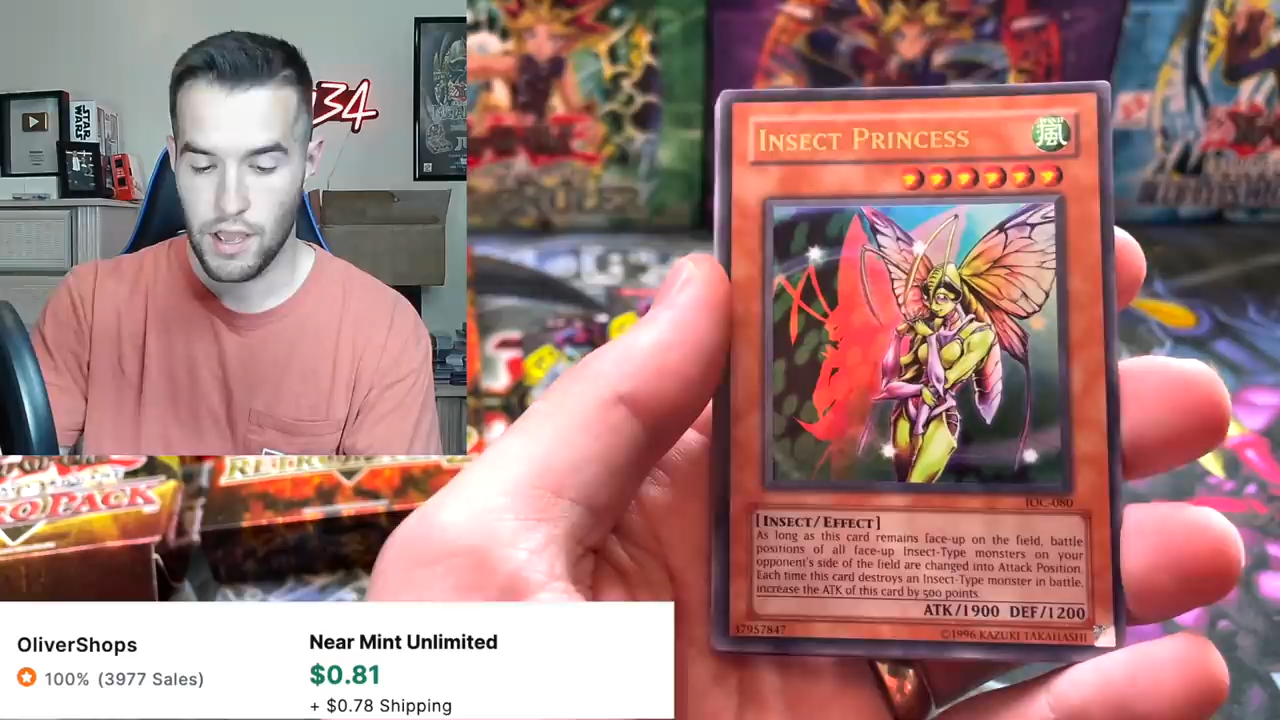 34
STAR
WARS
INSECT PRINCESS
WIND
風
IOC-080
[INSECT/EFFECT]
As long as this card remains face-up on the field, battle
positions of all face-up Insect-Type monsters on your
opponent's side of the field are changed into Attack Position.
Each time this card destroys an Insect-Type monster in battle,
increase the ATK of this card by 500 points.
ATK/1900 DEF/1200
37957847
©1996 KAZUKI TAKAHASHI
RO PACK
RETRO
OliverShops
100% (3977 Sales)
Near Mint Unlimited
$0.81
+ $0.78 Shipping